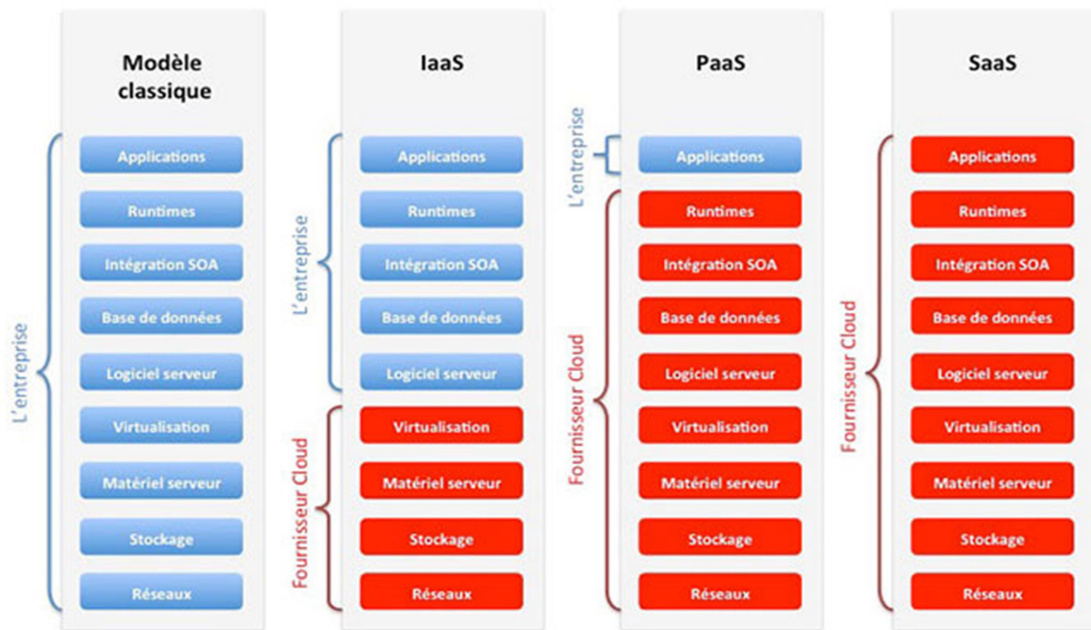 Modèle
classique
L'entreprise
Applications
Runtimes
Intégration SOA
Base de données
Logiciel serveur
Virtualisation
Matériel serveur
Stockage
Réseaux
IaaS
L'entreprise
Applications
Runtimes
Intégration SOA
Base de données
Logiciel serveur
Fournisseur Cloud
Virtualisation
Matériel serveur
Stockage
Réseaux
PaaS
L'entreprise
Applications
Fournisseur Cloud
Runtimes
Intégration SOA
Base de données
Logiciel serveur
Virtualisation
Matériel serveur
Stockage
Réseaux
SaaS
Fournisseur Cloud
Applications
Runtimes
Intégration SOA
Base de données
Logiciel serveur
Virtualisation
Matériel serveur
Stockage
Réseaux